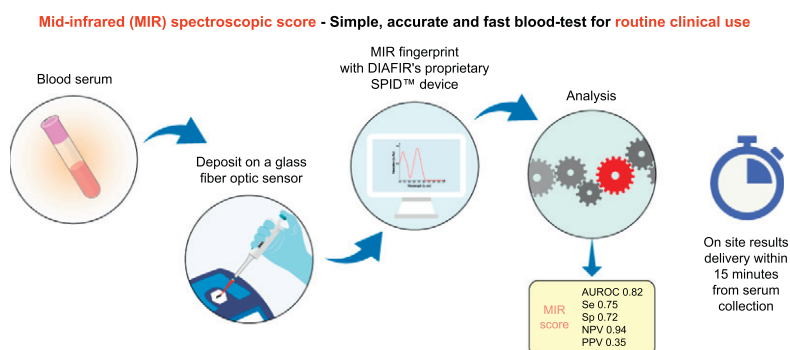 Mid-infrared (MIR) spectroscopic score - Simple, accurate and fast blood-test for routine clinical use
Blood serum
Deposit on a glass
fiber optic sensor
MIR fingerprint
with DIAFIR's proprietary
SPID™ device
Analysis
MIR
score
AUROC 0.82
Se 0.75
Sp 0.72
NPV 0.94
PPV 0.35
On site results
delivery within
15 minutes
from serum
collection